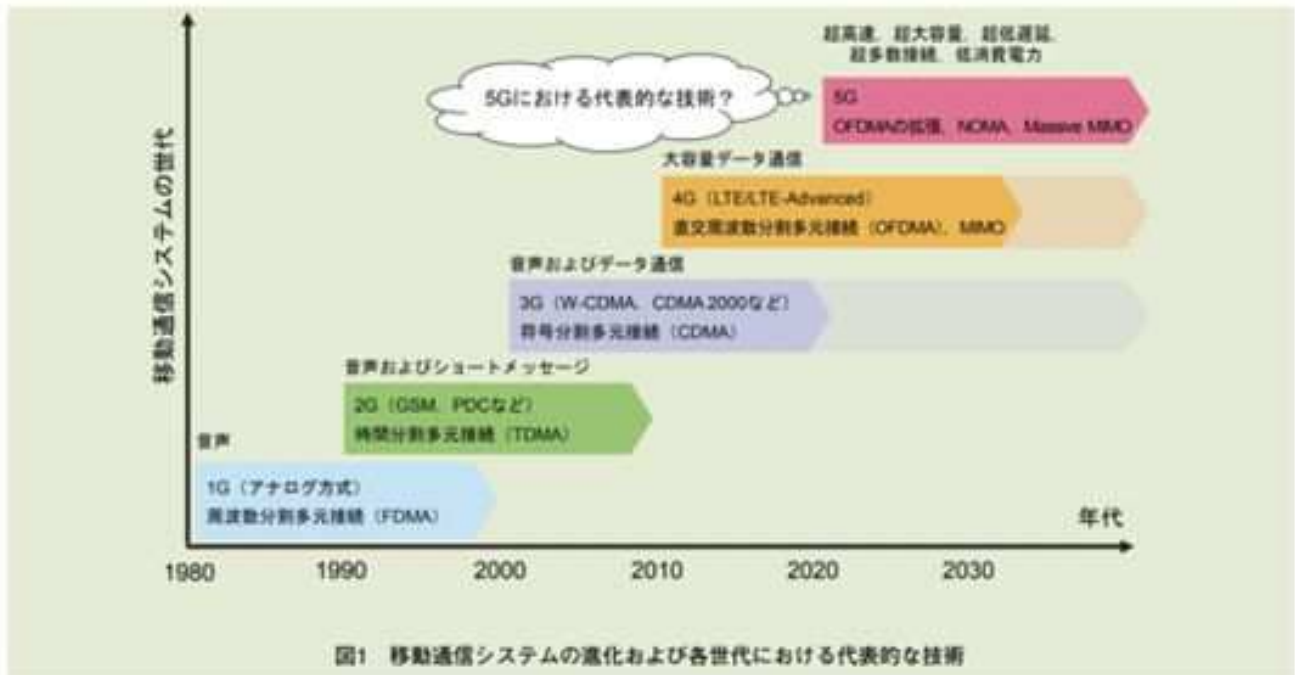 超高速，超大容量，超低遅延，
超多数接続，低消費電力
5Gにおける代表的な技術？
5G
OFDMAの拡張，NOMA，Massive MIMO
大容量データ通信
4G（LTE/LTE-Advanced）
直交周波数分割多元接続（OFDMA），MIMO
音声およびデータ通信
3G（W-CDMA，CDMA 2000など）
符号分割多元接続（CDMA）
音声およびショートメッセージ
2G（GSM，PDCなど）
時間分割多元接続（TDMA）
音声
1G（アナログ方式）
周波数分割多元接続（FDMA）
移動通信システムの世代
年代
1980 1990 2000 2010 2020 2030
図1 移動通信システムの進化および各世代における代表的な技術